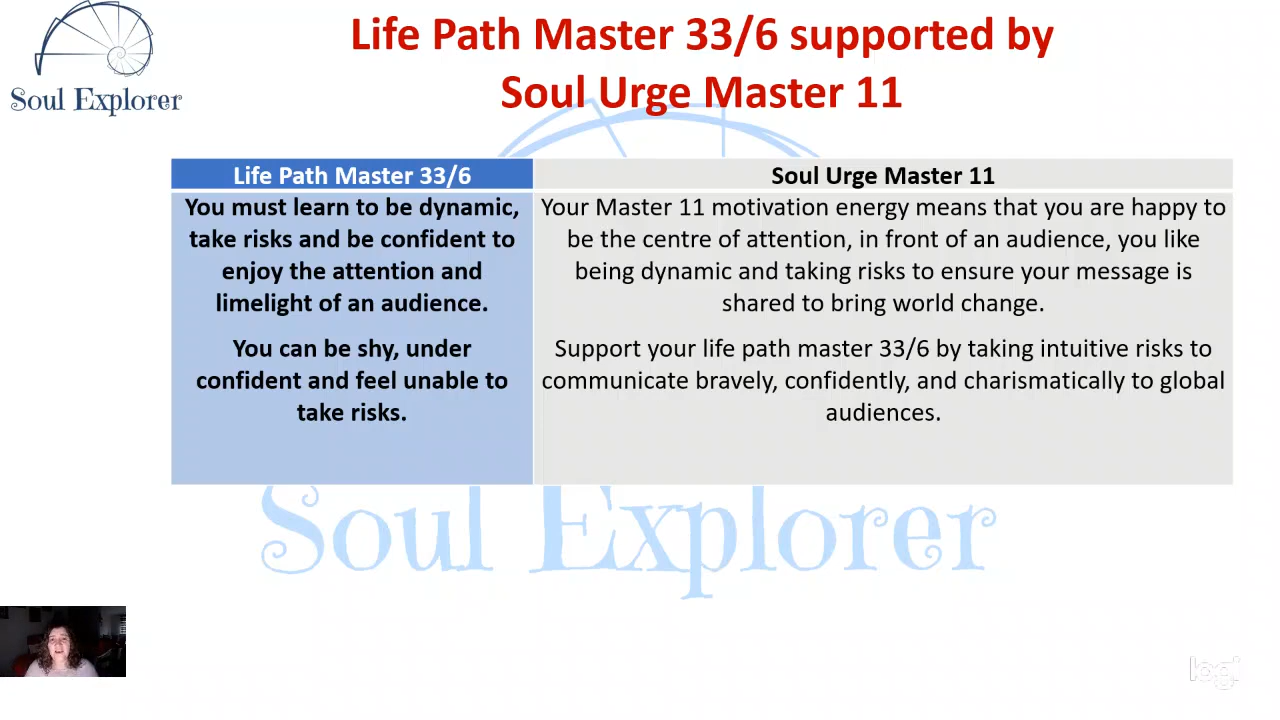 Soul Explorer
Life Path Master 33/6 supported by
Soul Urge Master 11
Life Path Master 33/6
You must learn to be dynamic,
take risks and be confident to
enjoy the attention and
limelight of an audience.
You can be shy, under
confident and feel unable to
take risks.
Soul Urge Master 11
Your Master 11 motivation energy means that you are happy to
be the centre of attention, in front of an audience, you like
being dynamic and taking risks to ensure your message is
shared to bring world change.
Support your life path master 33/6 by taking intuitive risks to
communicate bravely, confidently, and charismatically to global
audiences.
Soul Explorer